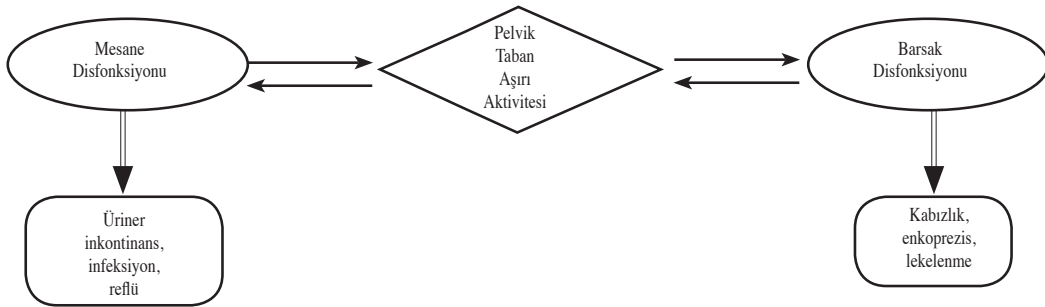 Mesane
Disfonksiyonu
Pelvik
Taban
Aşırı
Aktivitesi
Barsak
Disfonksiyonu
Üriner
inkontinans,
infeksiyon,
reflü
Kabızlık,
enkoprezis,
lekelenme